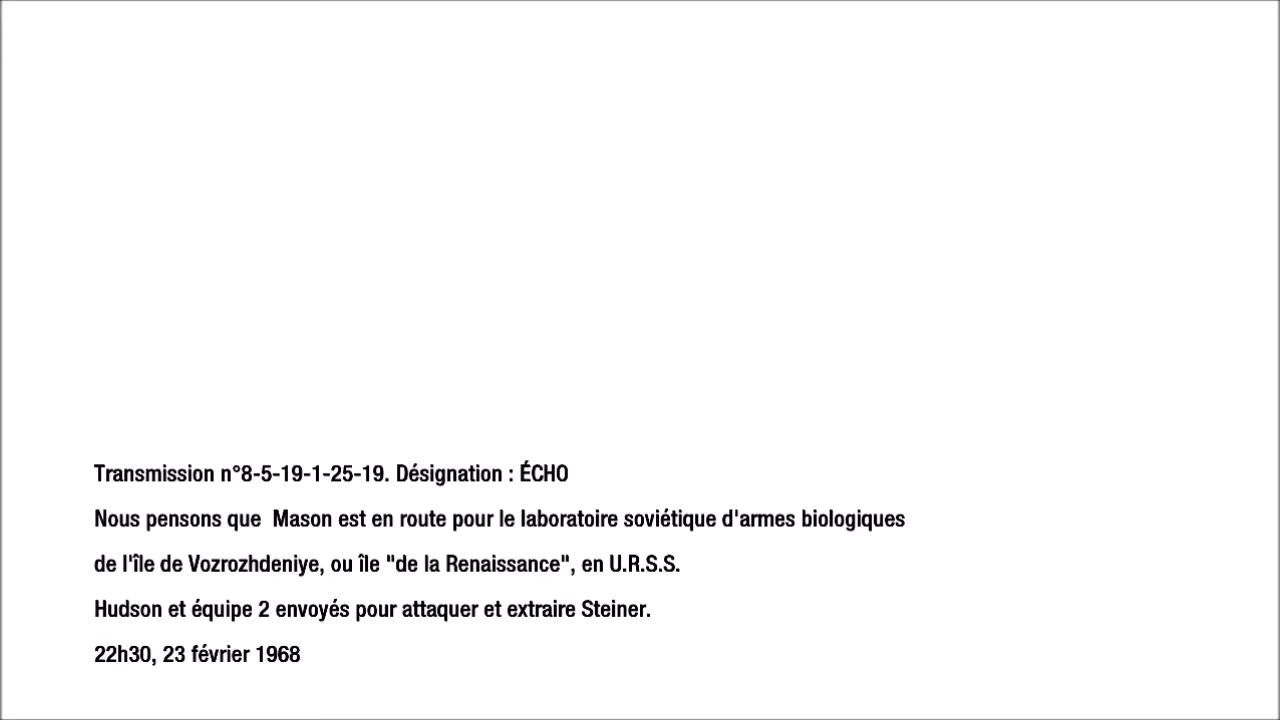 Transmission n°8-5-19-1-25-19. Désignation : ÉCHO
Nous pensons que  Mason est en route pour le laboratoire soviétique d'armes biologiques
de l'île de Vozrozhdeniye, ou île "de la Renaissance", en U.R.S.S.
Hudson et équipe 2 envoyés pour attaquer et extraire Steiner.
22h30, 23 février 1968